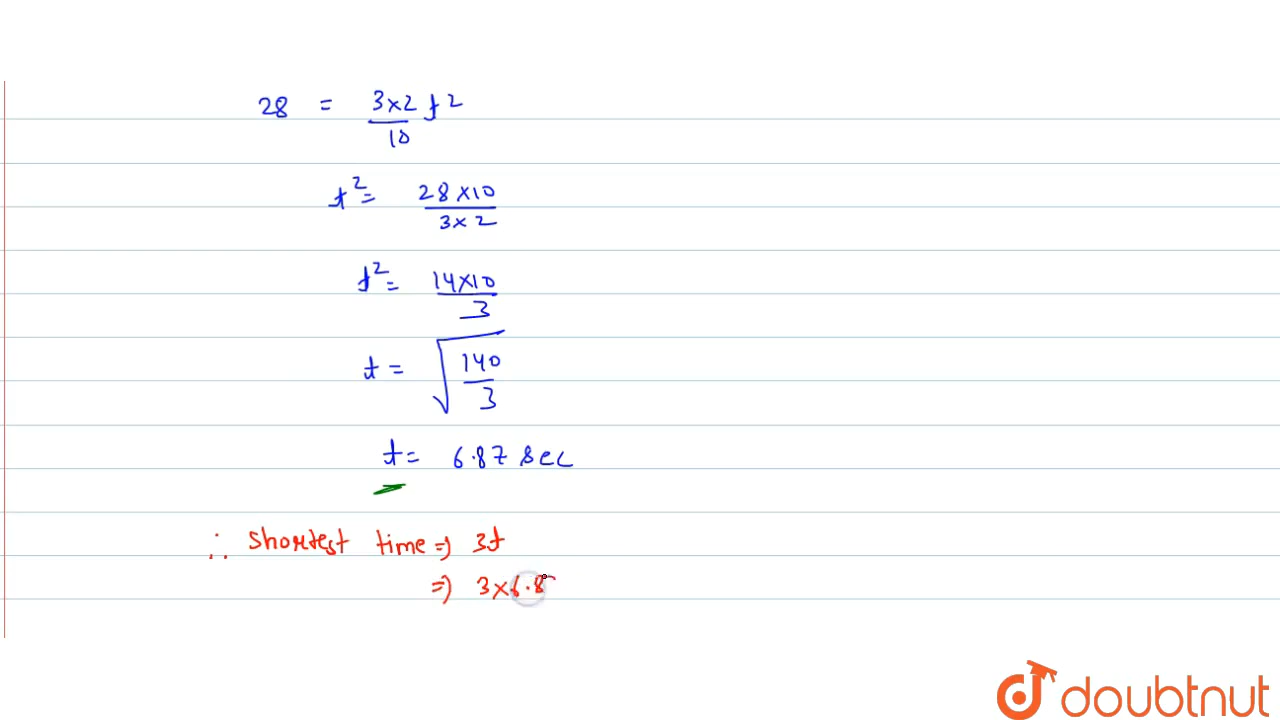 28 = 3×2/10 t²
t² = 28×10/3×2
t² = 14×10/3
t = √140/3
t = 6.87 sec
∴ shortest time ⇒ 3t
⇒ 3×6.8
doubtnut